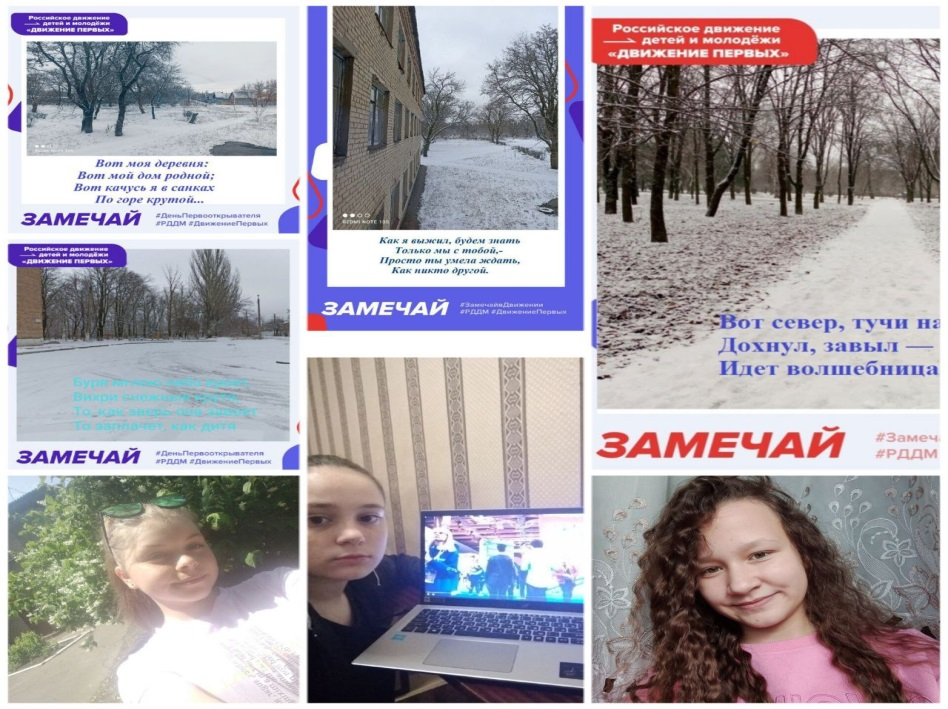 Российское движение
детей и молодёжи
«ДВИЖЕНИЕ ПЕРВЫХ»
Вот моя деревня:
Вот мой дом родной;
Вот качусь я в санках
По горе крутой...
ЗАМЕЧАЙ
#ДеньПервооткрывателя
#РДДМ #ДвижениеПервых
Российское движение
детей и молодёжи
«ДВИЖЕНИЕ ПЕРВЫХ»
Буря мглою небо кроет,
Вихри снежные крутя;
То, как зверь она завоет
То заплачет, как дитя
ЗАМЕЧАЙ
#ДеньПервооткрывателя
#РДДМ #ДвижениеПервых
Как я выжил, будем знать
Только мы с тобой,-
Просто ты умела ждать,
Как никто другой.
ЗАМЕЧАЙ
#ЗамечайвДвижении
#РДДМ #ДвижениеПервых
Российское движение
детей и молодёжи
«ДВИЖЕНИЕ ПЕРВЫХ»
Вот север, тучи на
Дохнул, завыл —
Идет волшебница
ЗАМЕЧАЙ
#Замеча
#РДДМ